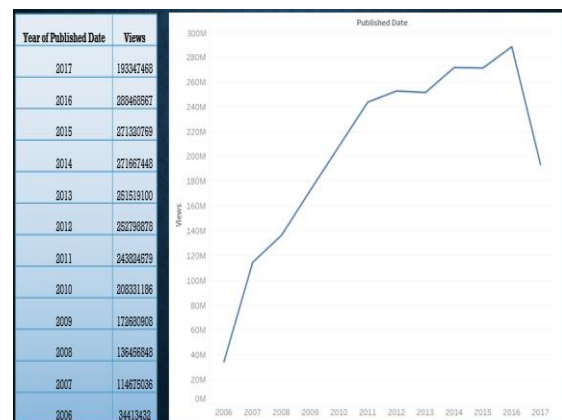 Year of Published Date Views
2017 193347468
2016 288468567
2015 271320769
2014 271667448
2013 251519100
2012 252798878
2011 243824579
2010 208331186
2009 172680908
2008 136456848
2007 114675036
2006 34413432
Published Date
300M
280M
260M
240M
220M
200M
180M
160M
140M
120M
100M
80M
60M
40M
20M
0M
Views
2006 2007 2008 2009 2010 2011 2012 2013 2014 2015 2016 2017